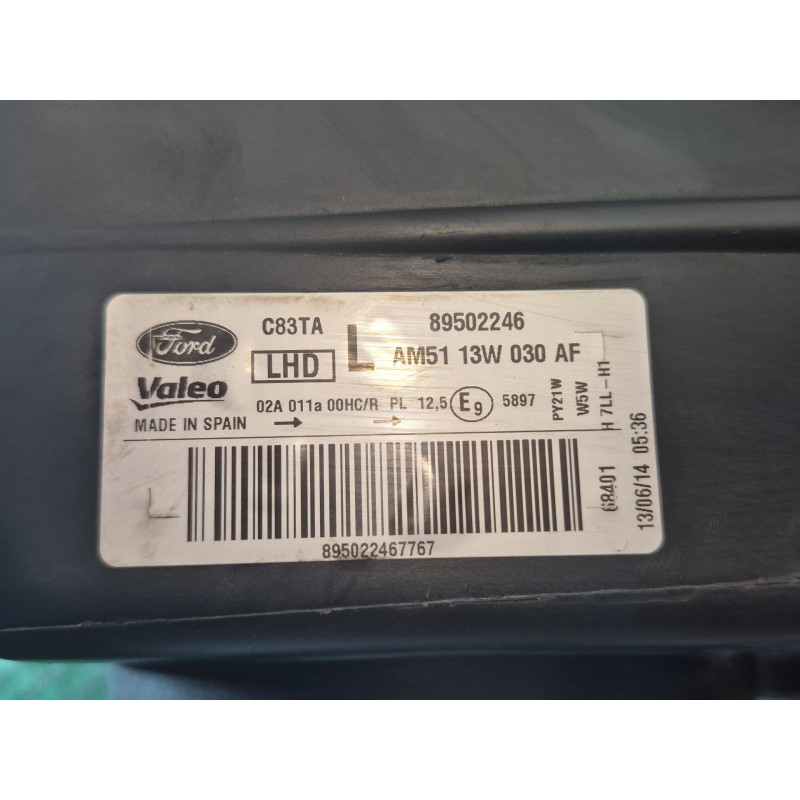 C83TA
89502246
Ford
LHD
L
AM51 13W 030 AF
Valeo
02A 011a 00HC/R PL 12,5 E9 5897
MADE IN SPAIN
PY21W
W5W
H 7LL-H1
68401
13/06/14 05:36
895022467767